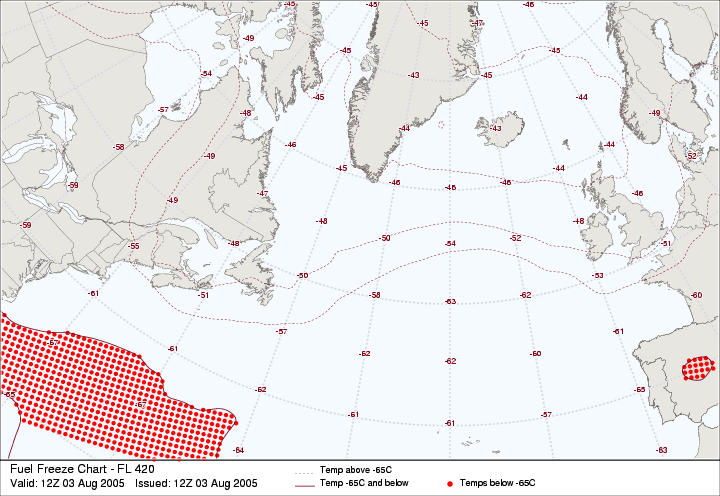 -45 -45 -46
-45 -47
-49 -45 -45
-54 -43 -45
-45 -44
-57 -48 -49
-44 -43
-58 -46 -44
-49 -52
-45 -44
-59 -46 -46 -46
-49 -47 -46
-59 -48 -48
-50 -52
-55 -48 -54 -51
-50 -53
-61 -51 -58 -63 -60
-57 -61
-67 -61 -62 -62 -60
-65 -62 -65
-67 -61 -61 -57
-64 -63
Fuel Freeze Chart - FL 420
Valid: 12Z 03 Aug 2005 Issued: 12Z 03 Aug 2005
Temp above -65C
Temp -65C and below
Temps below -65C